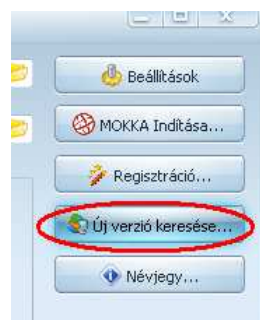 Beállítások
MOKKA Indítása...
Regisztráció...
Új verzió keresése...
Névjegy...